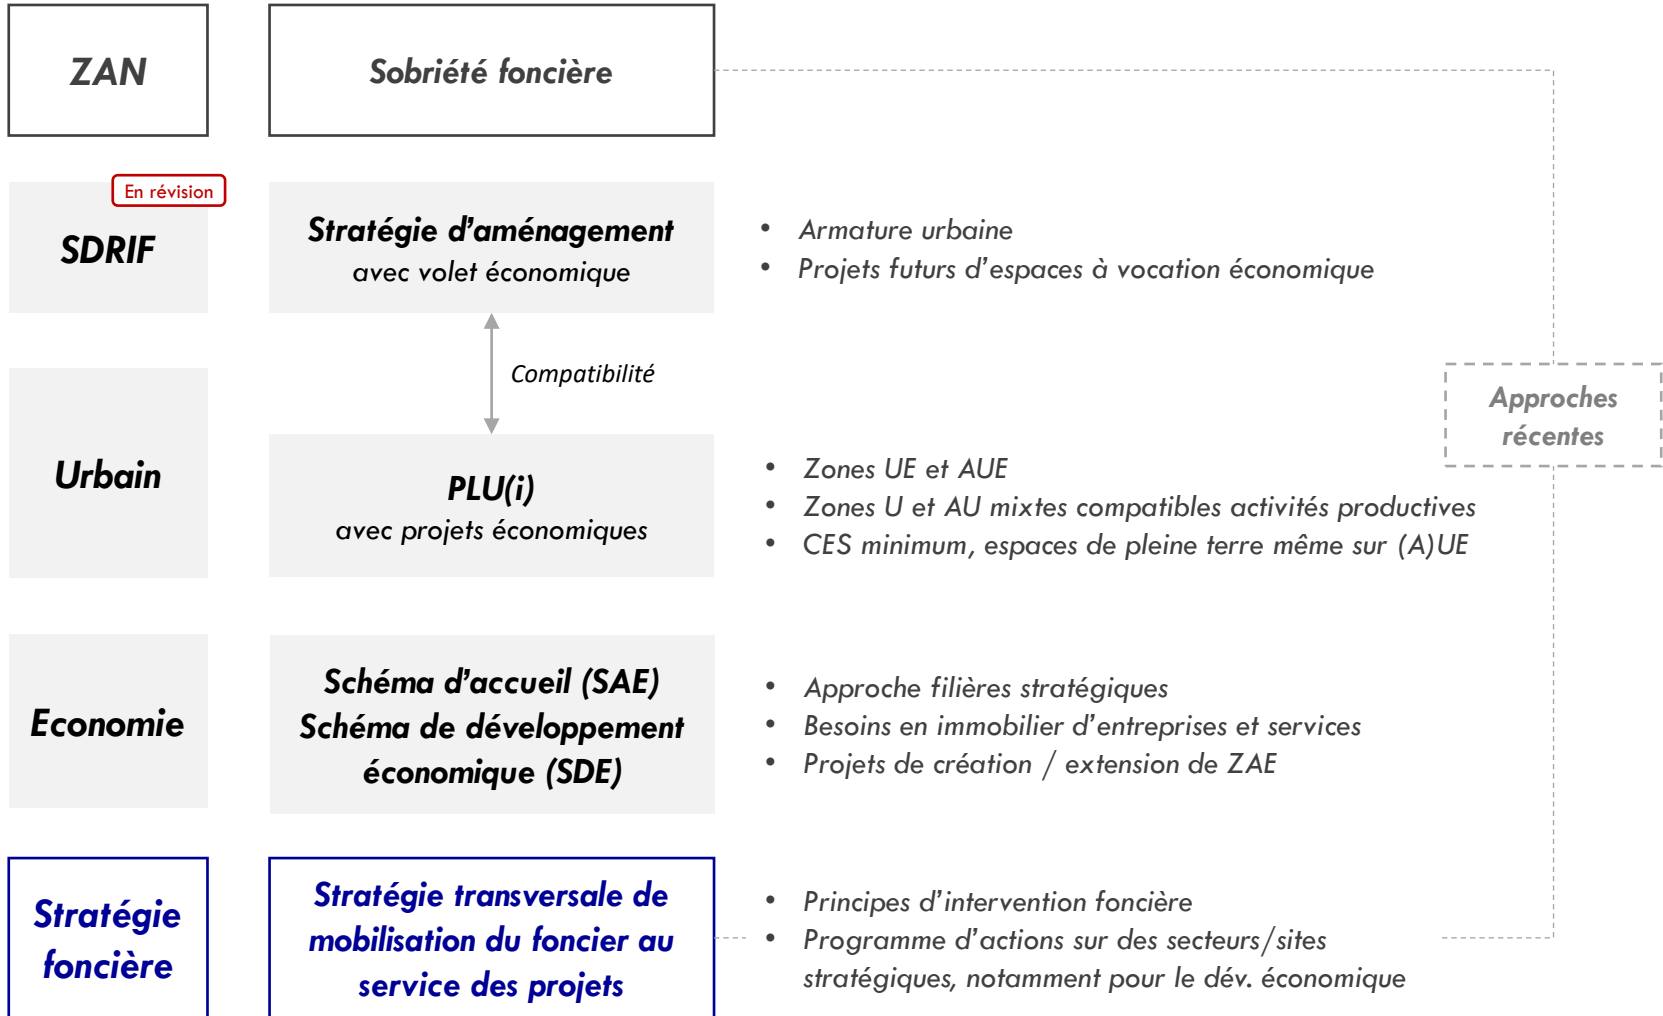 ZAN
Sobriété foncière
En révision
SDRIF
Stratégie d’aménagement
avec volet économique
• Armature urbaine
• Projets futurs d’espaces à vocation économique
Compatibilité
Approches
récentes
Urbain
PLU(i)
avec projets économiques
• Zones UE et AUE
• Zones U et AU mixtes compatibles activités productives
• CES minimum, espaces de pleine terre même sur (A)UE
Economie
Schéma d’accueil (SAE)
Schéma de développement
économique (SDE)
• Approche filières stratégiques
• Besoins en immobilier d’entreprises et services
• Projets de création / extension de ZAE
Stratégie
foncière
Stratégie transversale de
mobilisation du foncier au
service des projets
• Principes d’intervention foncière
• Programme d’actions sur des secteurs/sites
stratégiques, notamment pour le dév. économique